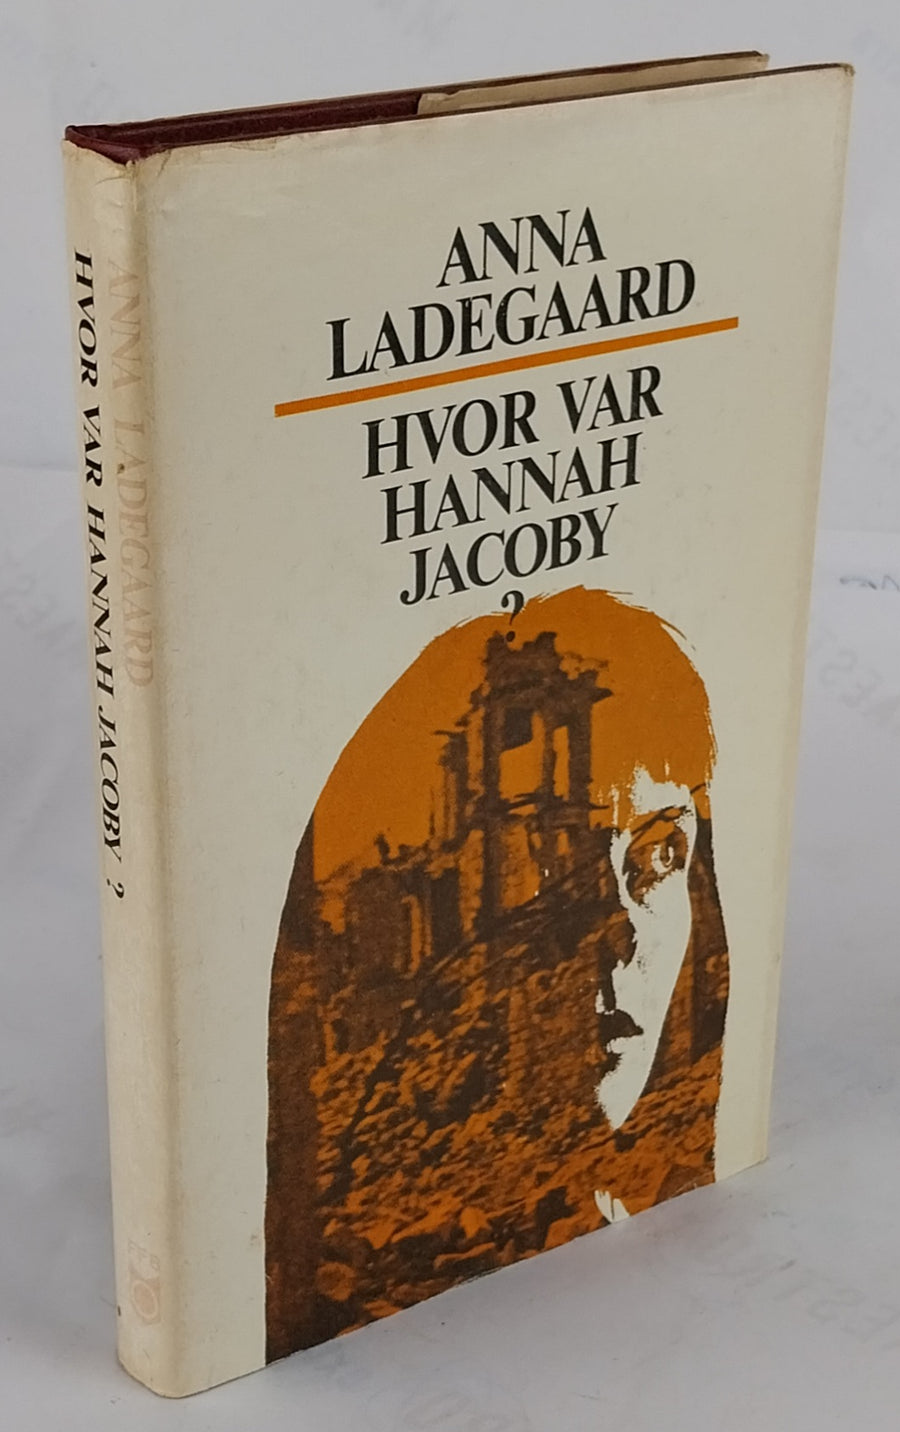 ANNA
LADEGAARD
HVOR VAR
HANNAH
JACOBY
?
ANNA LADEGAARD
HVOR VAR HANNAH JACOBY ?